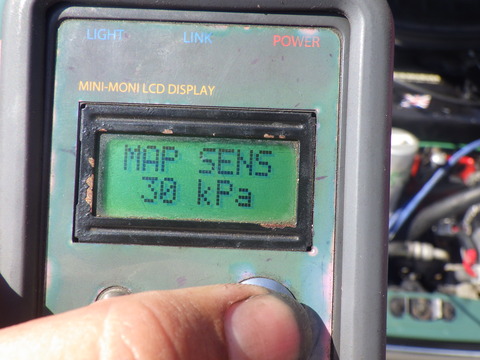 LIGHT LINK POWER
MINI-MONI LCD DISPLAY
MAP SENS
30 kPa